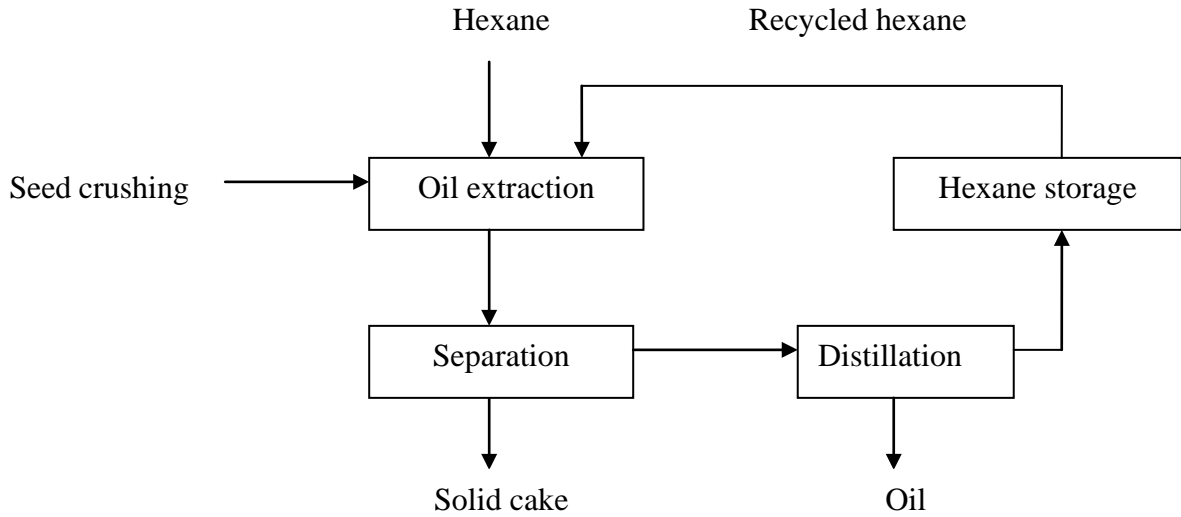 Hexane
Recycled hexane
Seed crushing
Oil extraction
Hexane storage
Separation
Distillation
Solid cake
Oil